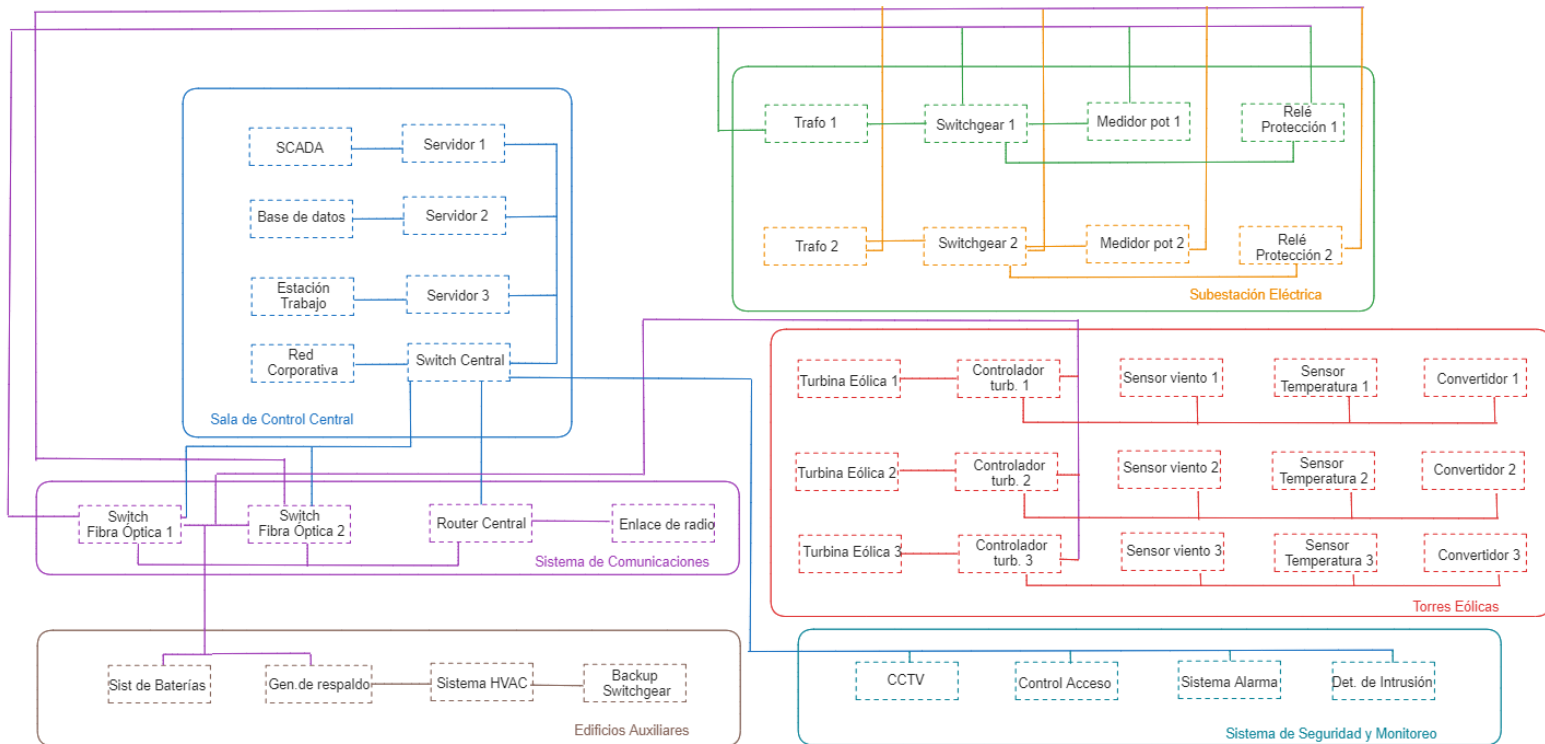 SCADA
Servidor 1
Base de datos
Servidor 2
Estación
Trabajo
Servidor 3
Red
Corporativa
Switch Central
Sala de Control Central
Trafo 1
Switchgear 1
Medidor pot 1
Relé
Protección 1
Trafo 2
Switchgear 2
Medidor pot 2
Relé
Protección 2
Subestación Eléctrica
Turbina Eólica 1
Controlador
turb. 1
Sensor viento 1
Sensor
Temperatura 1
Convertidor 1
Turbina Eólica 2
Controlador
turb. 2
Sensor viento 2
Sensor
Temperatura 2
Convertidor 2
Turbina Eólica 3
Controlador
turb. 3
Sensor viento 3
Sensor
Temperatura 3
Convertidor 3
Torres Eólicas
Switch
Fibra Óptica 1
Switch
Fibra Óptica 2
Router Central
Enlace de radio
Sistema de Comunicaciones
Sist de Baterías
Gen.de respaldo
Sistema HVAC
Backup
Switchgear
Edificios Auxiliares
CCTV
Control Acceso
Sistema Alarma
Det. de Intrusión
Sistema de Seguridad y Monitoreo